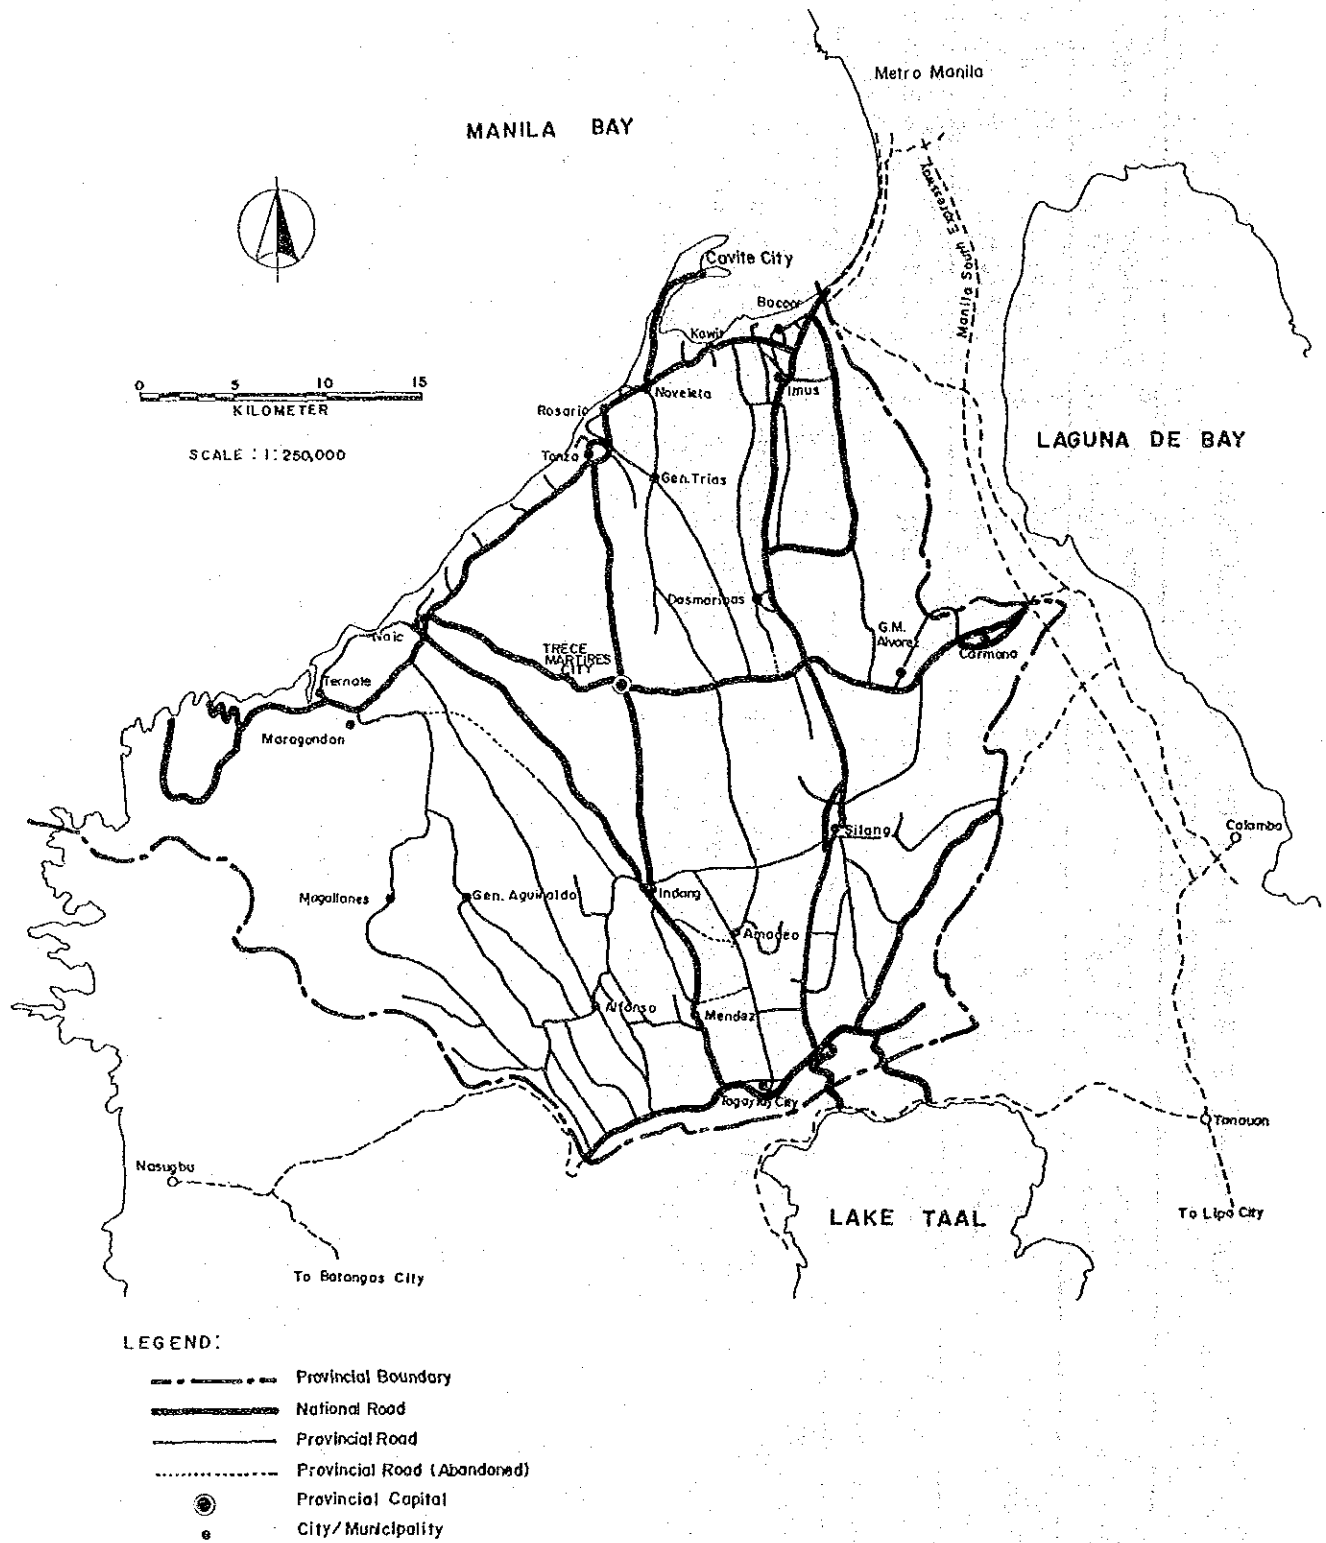 Metro Manila
MANILA BAY
Manila South Expressway
Cavite City
Bacoor
Kawit
0 5 10 15
KILOMETER
SCALE : 1: 250,000
Noveleta
Imus
Rosario
LAGUNA DE BAY
Tanza
Gen. Trias
Dasmarinas
G.M.
Alvarez
Carmona
Naic
TRECE
MARTIRES
CITY
Ternate
Maragondon
Silang
Calamba
Magallanes
Gen. Aguinaldo
Indang
Amadeo
Alfonso
Mendez
Tagaytay City
Tanauan
Nasugbu
LAKE TAAL
To Lipa City
To Batangas City
LEGEND:
Provincial Boundary
National Road
Provincial Road
Provincial Road (Abandoned)
Provincial Capital
City/Municipality